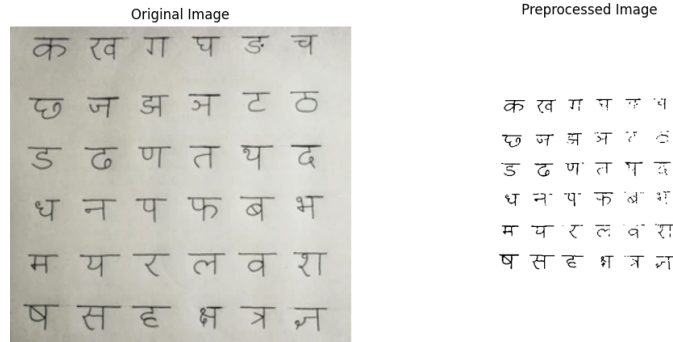 Original Image
क ख ग घ ङ च
छ ज झ ञ ट ठ
ड ढ ण त थ द
ध न प फ ब भ
म य र ल व श
ष स ह क्ष त्र ज्ञ
Preprocessed Image
क ख ग घ ङ च
छ ज झ ञ ट ठ
ड ढ ण त थ द
ध न प फ ब भ
म य र ल व श
ष स ह क्ष त्र ज्ञ